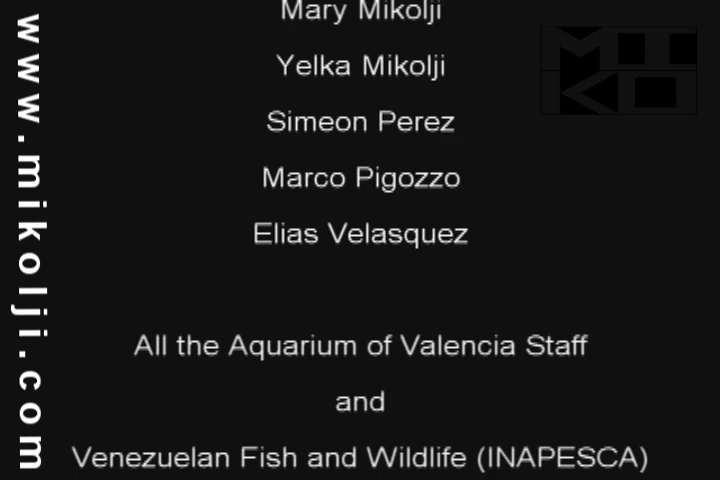 www.mikolji.com
Mary Mikolji
Yelka Mikolji
Simeon Perez
Marco Pigozzo
Elias Velasquez
All the Aquarium of Valencia Staff
and
Venezuelan Fish and Wildlife (INAPESCA)
MIKO